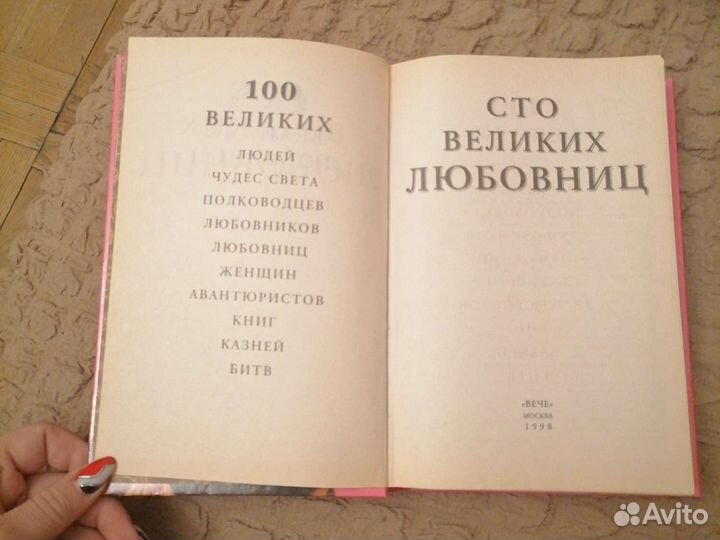 100
ВЕЛИКИХ
ЛЮДЕЙ
ЧУДЕС СВЕТА
ПОЛКОВОДЦЕВ
ЛЮБОВНИКОВ
ЛЮБОВНИЦ
ЖЕНЩИН
АВАНТЮРИСТОВ
КНИГ
КАЗНЕЙ
БИТВ
СТО
ВЕЛИКИХ
ЛЮБОВНИЦ
«ВЕЧЕ»
МОСКВА
1998
Avito